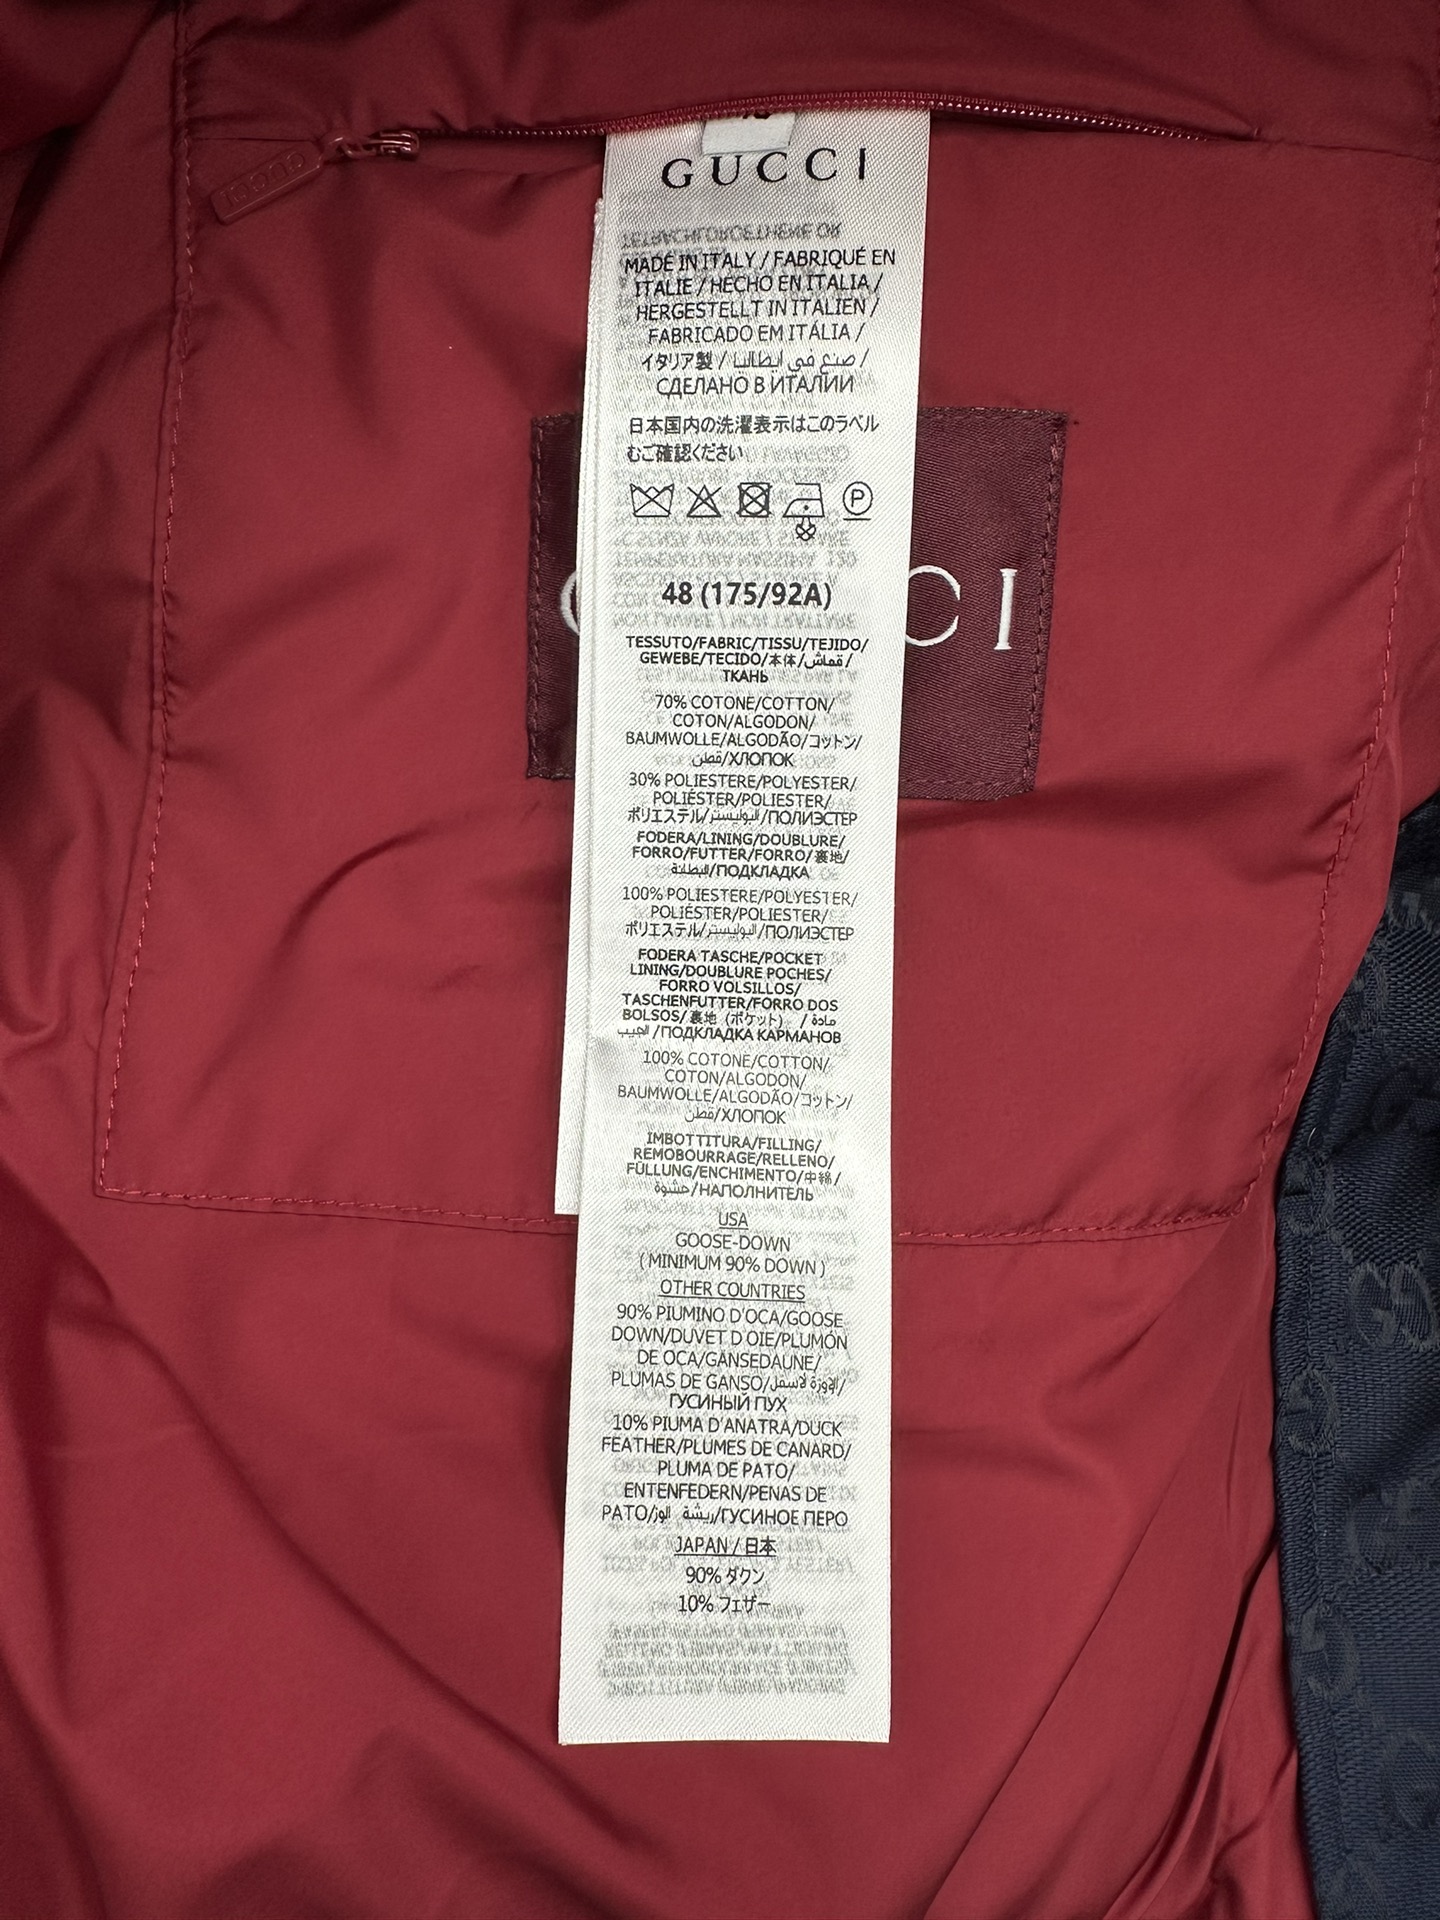 GUCCI
GUCCI
MADE IN ITALY / FABRIQUÉ EN
ITALIE / HECHO EN ITALIA /
HERGESTELLT IN ITALIEN /
FABRICADO EM ITÁLIA /
イタリア製 / صنع في ايطاليا /
СДЕЛАНО В ИТАЛИИ
日本国内の洗濯表示はこのラベル
むご確認ください
P
48 (175/92A)
C I
TESSUTO/FABRIC/TISSU/TEJIDO/
GEWEBE/TECIDO/本体/قماش/
ТКАНЬ
70% COTONE/COTTON/
COTON/ALGODON/
BAUMWOLLE/ALGODÃO/コットン/
قطن/ХЛОПОК
30% POLIESTERE/POLYESTER/
POLIÉSTER/POLIESTER/
ポリエステル/البوليستر/ПОЛИЭСТЕР
FODERA/LINING/DOUBLURE/
FORRO/FUTTER/FORRO/裏地/
البطانة/ПОДКЛАДКА
100% POLIESTERE/POLYESTER/
POLIÉSTER/POLIESTER/
ポリエステル/البوليستر/ПОЛИЭСТЕР
FODERA TASCHE/POCKET
LINING/DOUBLURE POCHES/
FORRO VOLSILLOS/
TASCHENFUTTER/FORRO DOS
BOLSOS/裏地 (ポケット) / مادة
الجيب /ПОДКЛАДКА КАРМАНОВ
100% COTONE/COTTON/
COTON/ALGODON/
BAUMWOLLE/ALGODÃO/コットン/
قطن/ХЛОПОК
IMBOTTITURA/FILLING/
REMOBOURRAGE/RELLENO/
FÜLLUNG/ENCHIMENTO/中綿/
حشوة/НАПОЛНИТЕЛЬ
USA
GOOSE-DOWN
( MINIMUM 90% DOWN )
OTHER COUNTRIES
90% PIUMINO D'OCA/GOOSE
DOWN/DUVET D'OIE/PLUMÓN
DE OCA/GANSEDAUNE/
PLUMAS DE GANSO/
ГУСИНЫЙ ПУХ
10% PIUMA D'ANATRA/DUCK
FEATHER/PLUMES DE CANARD/
PLUMA DE PATO/
ENTENFEDERN/PENAS DE
PATO/ريشة الوز/ГУСИНОЕ ПЕРО
JAPAN / 日本
90% ダウン
10% フェザー